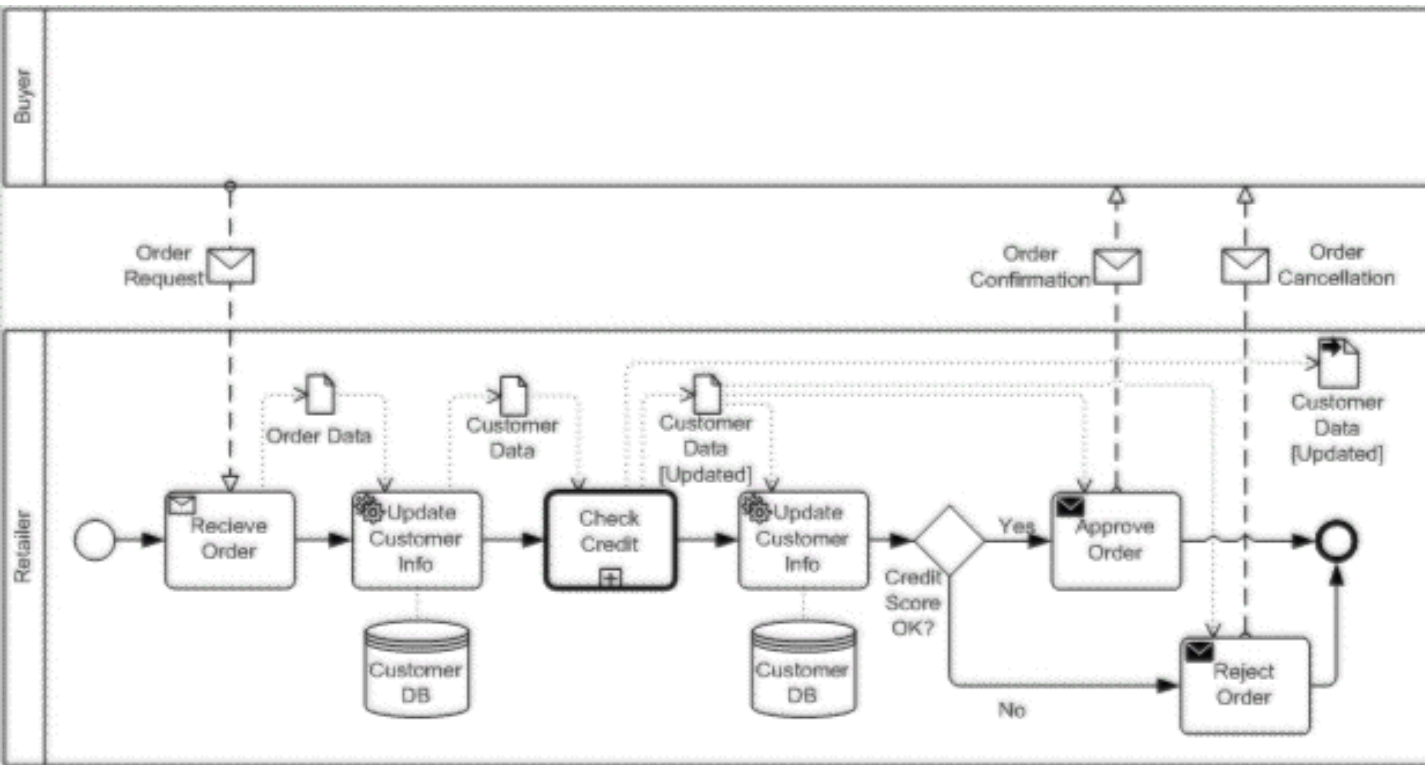 Buyer
Order
Request
Order
Confirmation
Order
Cancellation
Retailer
Order Data
Customer
Data
Customer
Data
[Updated]
Customer
Data
[Updated]
Recieve
Order
Update
Customer
Info
Check
Credit
Update
Customer
Info
Credit
Score
OK?
Yes
Approve
Order
Customer
DB
Customer
DB
No
Reject
Order